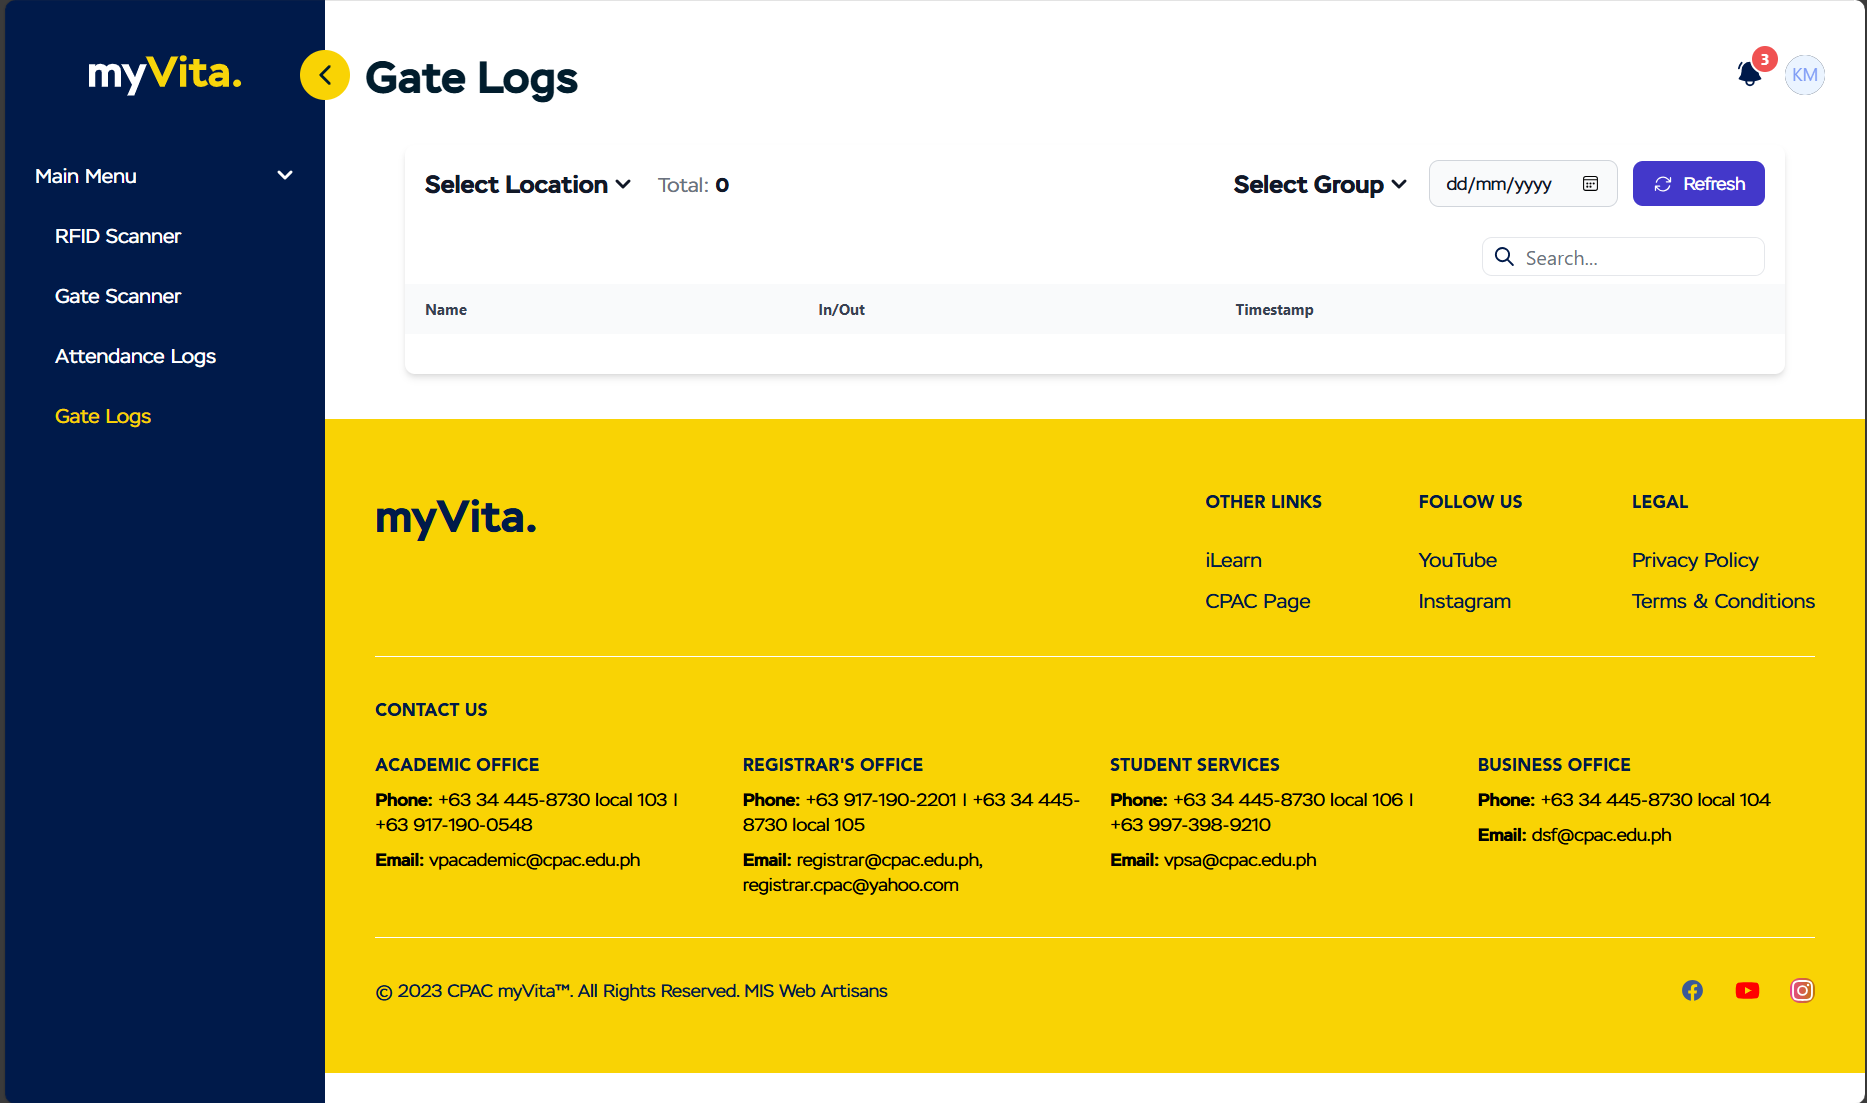 myVita.
Main Menu
RFID Scanner
Gate Scanner
Attendance Logs
Gate Logs
Gate Logs
3
KM
Select Location
Total: 0
Select Group
dd/mm/yyyy
Refresh
Search...
Name In/Out Timestamp
myVita.
OTHER LINKS
iLearn
CPAC Page
FOLLOW US
YouTube
Instagram
LEGAL
Privacy Policy
Terms & Conditions
CONTACT US
ACADEMIC OFFICE
Phone: +63 34 445-8730 local 103 |
+63 917-190-0548
Email: vpacademic@cpac.edu.ph
REGISTRAR'S OFFICE
Phone: +63 917-190-2201 | +63 34 445-
8730 local 105
Email: registrar@cpac.edu.ph,
registrar.cpac@yahoo.com
STUDENT SERVICES
Phone: +63 34 445-8730 local 106 |
+63 997-398-9210
Email: vpsa@cpac.edu.ph
BUSINESS OFFICE
Phone: +63 34 445-8730 local 104
Email: dsf@cpac.edu.ph
© 2023 CPAC myVita™. All Rights Reserved. MIS Web Artisans